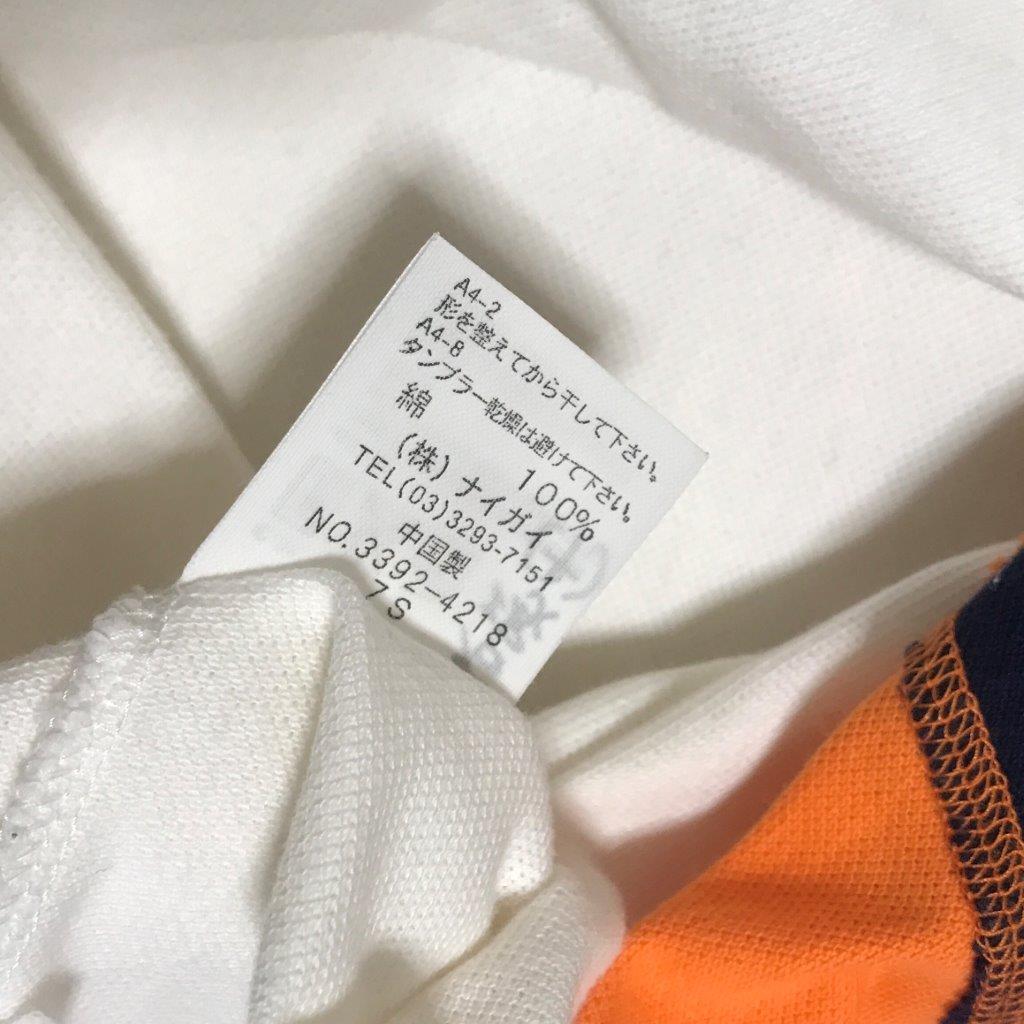 A4-2
形を整えてから干して下さい。
A4-8
タンブラー乾燥は避けて下さい。
綿 100%
(株)ナイガイ
TEL(03)3293-7151
中国製
NO.3392-4218
7S